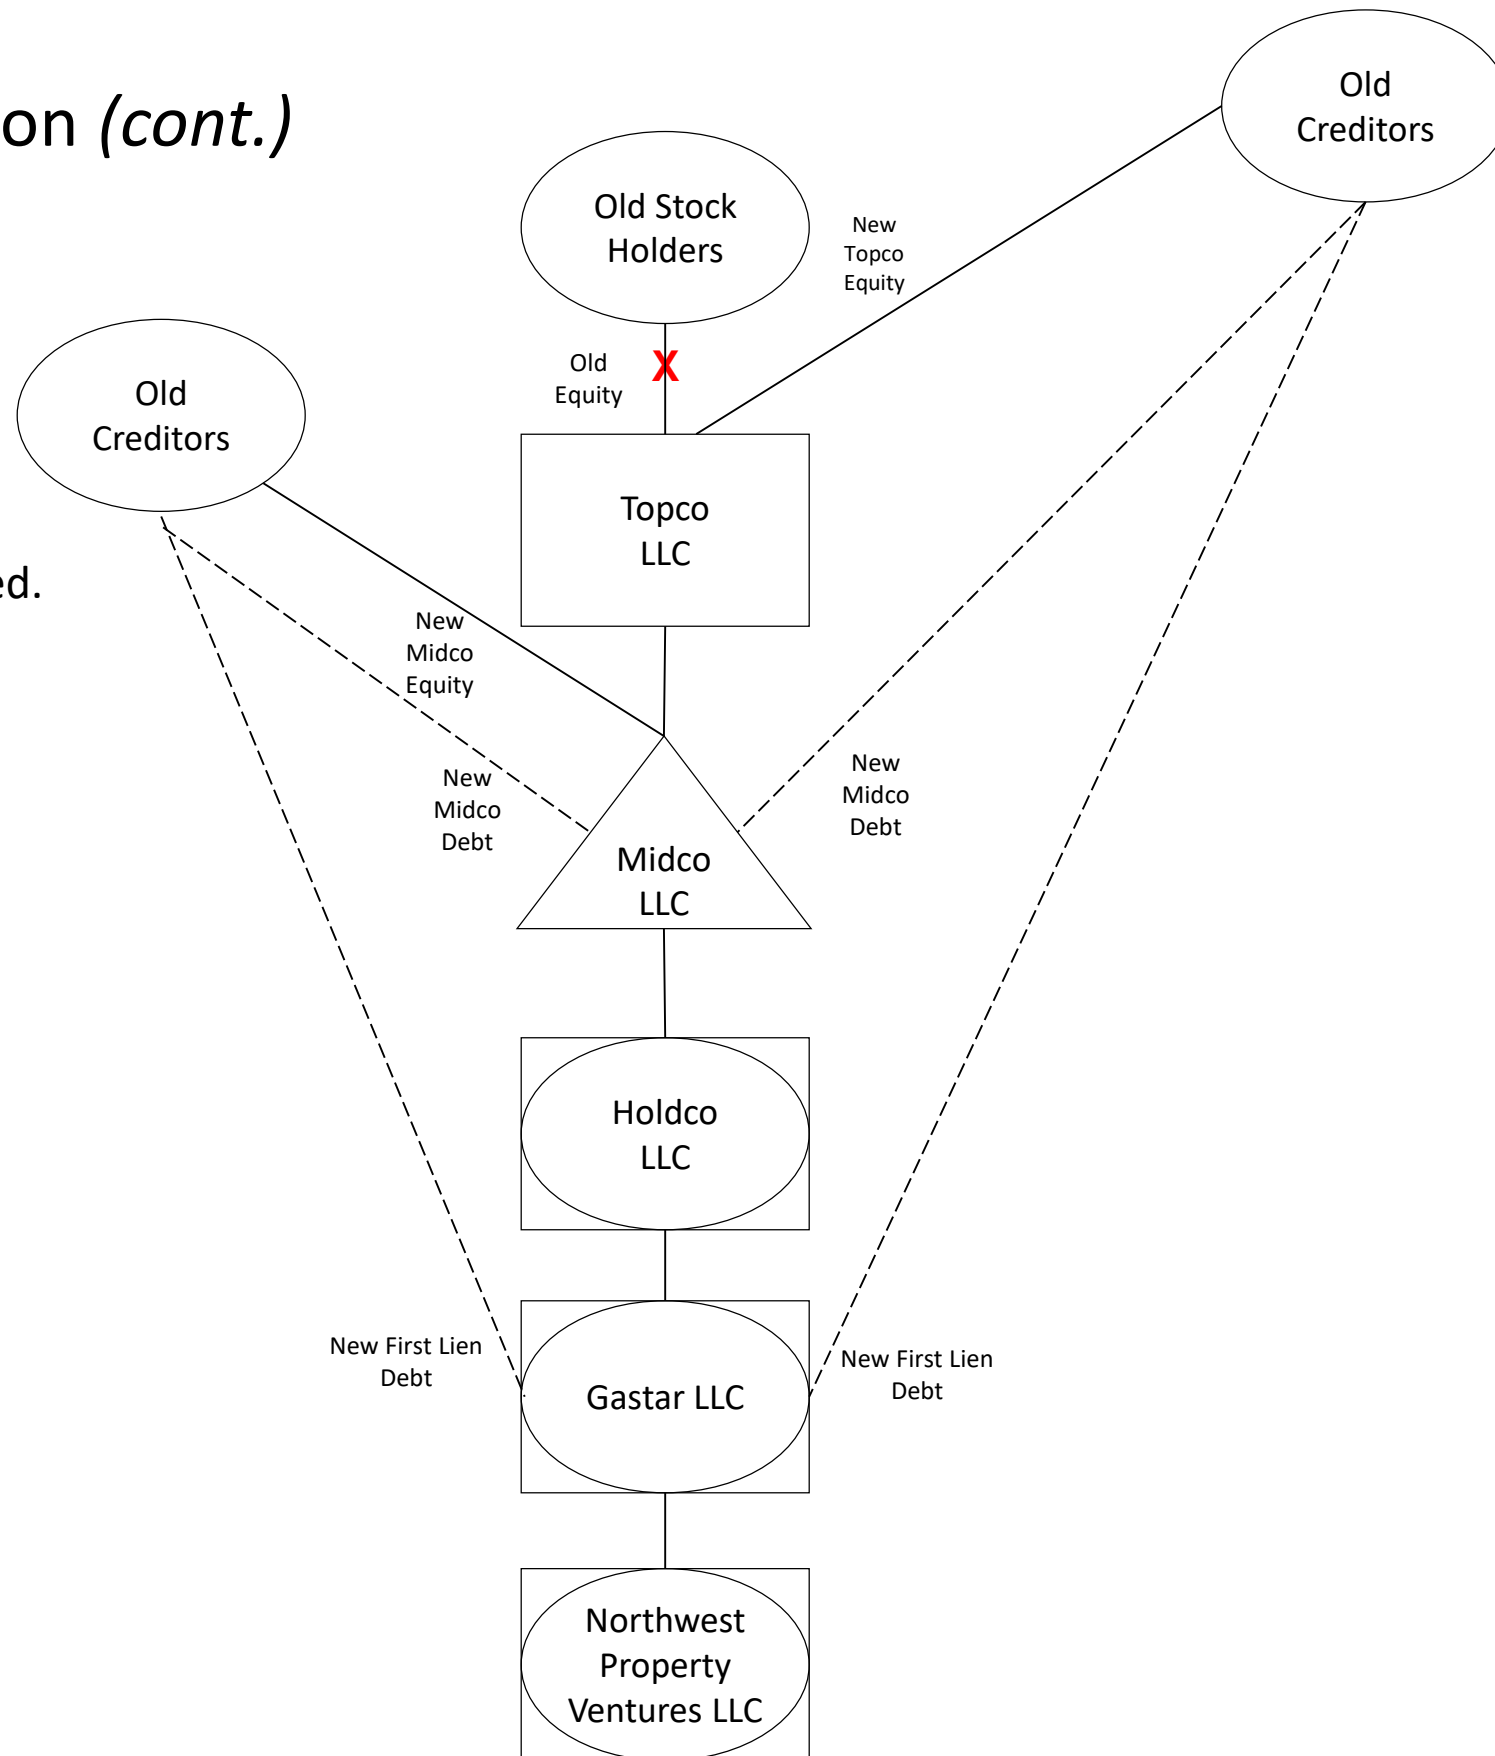 on (cont.)
Old
Creditors
Old Stock
Holders
New
Topco
Equity
Old
Equity
X
Old
Creditors
Topco
LLC
ed.
New
Midco
Equity
New
Midco
Debt
New
Midco
Debt
Midco
LLC
Holdco
LLC
New First Lien
Debt
Gastar LLC
New First Lien
Debt
Northwest
Property
Ventures LLC